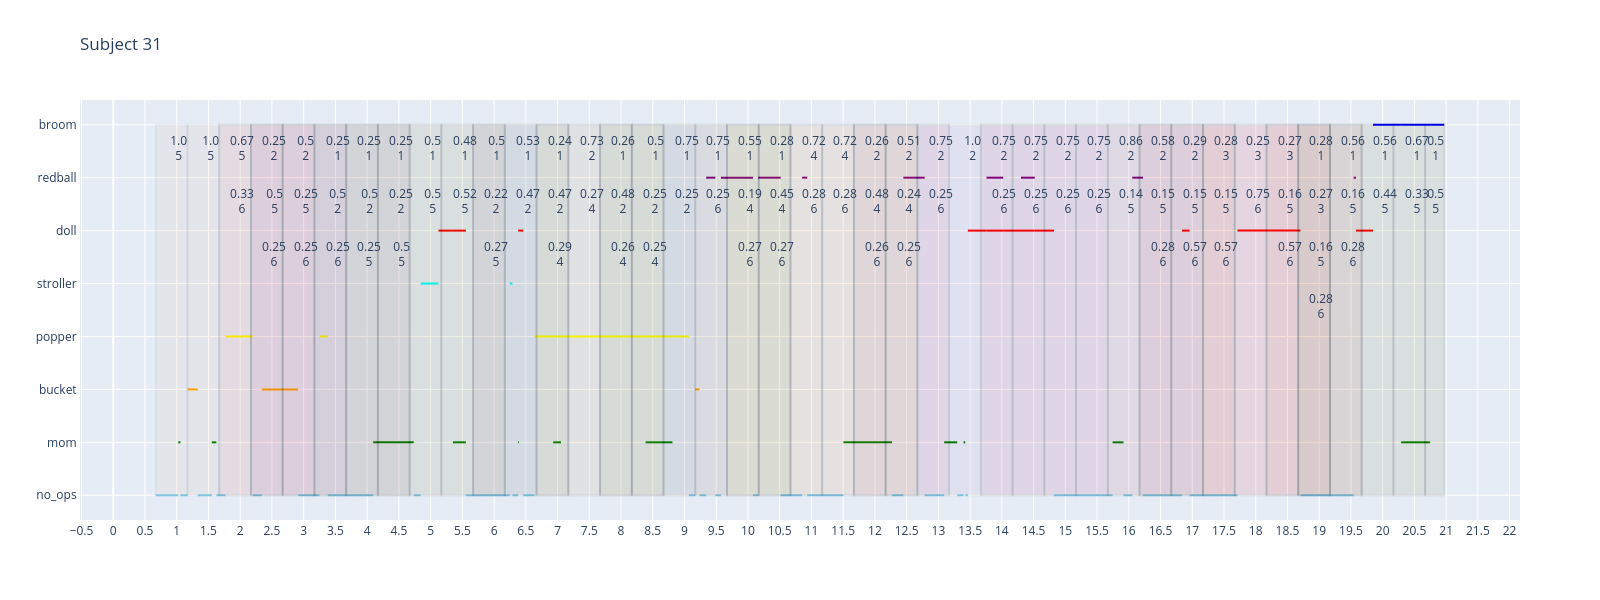 Subject 31
broom
1.0 1.0 0.67 0.25 0.5 0.25 0.25 0.25 0.5 0.48 0.5 0.53 0.24 0.73 0.26 0.5 0.75 0.75 0.55 0.28 0.72 0.72 0.26 0.51 0.75 1.0 0.75 0.75 0.75 0.75 0.86 0.58 0.29 0.28 0.25 0.27 0.28 0.56 0.56 0.67 0.5
5 5 5 2 2 1 1 1 1 1 1 1 1 2 1 1 1 1 1 1 4 4 2 2 2 2 2 2 2 2 2 2 2 3 3 3 1 1 1 1 1
redball
0.33 0.5 0.25 0.5 0.5 0.25 0.5 0.52 0.22 0.47 0.47 0.27 0.48 0.25 0.25 0.25 0.19 0.45 0.28 0.28 0.48 0.24 0.25 0.25 0.25 0.25 0.25 0.14 0.15 0.15 0.15 0.75 0.16 0.27 0.16 0.44 0.33 0.5
6 5 5 2 2 2 5 5 2 2 2 4 2 2 2 6 4 4 6 6 4 4 6 6 6 6 6 5 5 5 5 6 5 3 5 5 5 5
doll
0.25 0.25 0.25 0.25 0.5 0.27 0.29 0.26 0.25 0.27 0.27 0.26 0.25 0.28 0.57 0.57 0.57 0.16 0.28
6 6 6 5 5 5 4 4 4 6 6 6 6 6 6 6 6 5 6
stroller
0.28
6
popper
bucket
mom
no_ops
−0.5 0 0.5 1 1.5 2 2.5 3 3.5 4 4.5 5 5.5 6 6.5 7 7.5 8 8.5 9 9.5 10 10.5 11 11.5 12 12.5 13 13.5 14 14.5 15 15.5 16 16.5 17 17.5 18 18.5 19 19.5 20 20.5 21 21.5 22